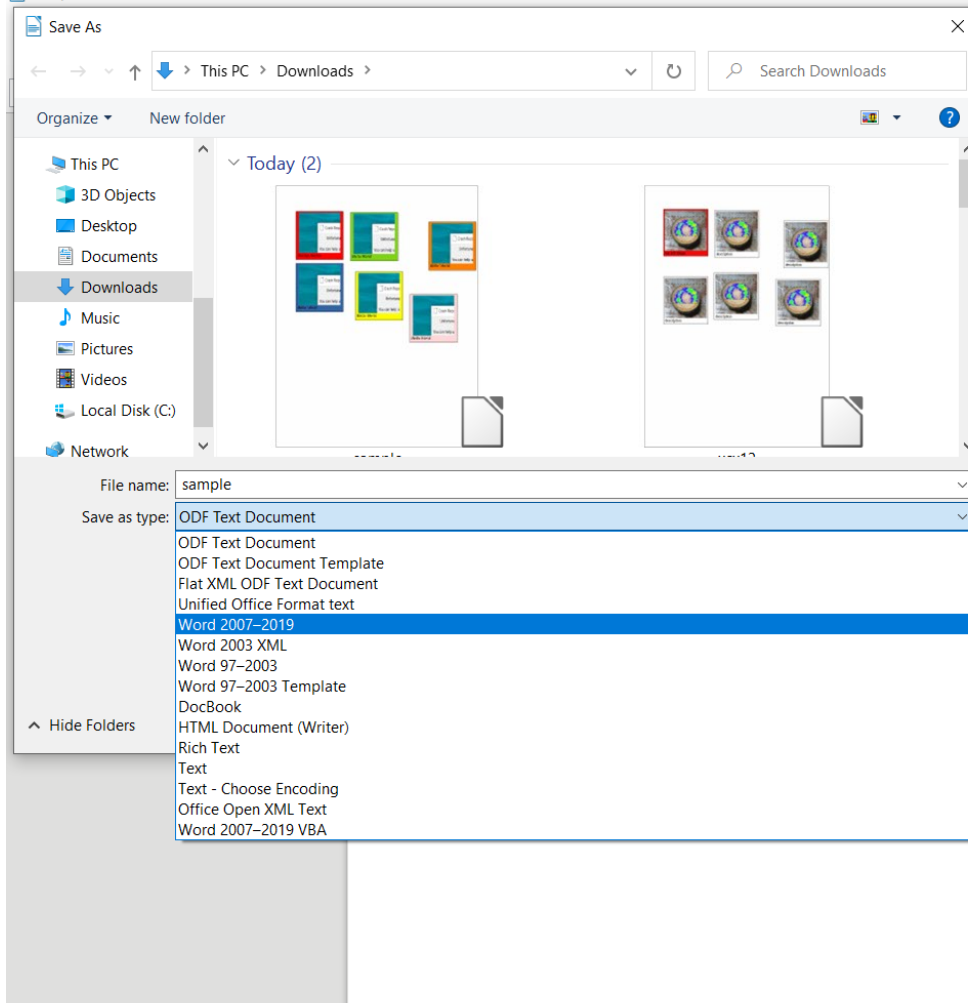 Save As
This PC > Downloads >
Search Downloads
Organize
New folder
This PC
3D Objects
Desktop
Documents
Downloads
Music
Pictures
Videos
Local Disk (C:)
Network
Today (2)
File name: sample
Save as type: ODF Text Document
ODF Text Document
ODF Text Document Template
Flat XML ODF Text Document
Unified Office Format text
Word 2007–2019
Word 2003 XML
Word 97–2003
Word 97–2003 Template
DocBook
HTML Document (Writer)
Rich Text
Text
Text - Choose Encoding
Office Open XML Text
Word 2007–2019 VBA
Hide Folders